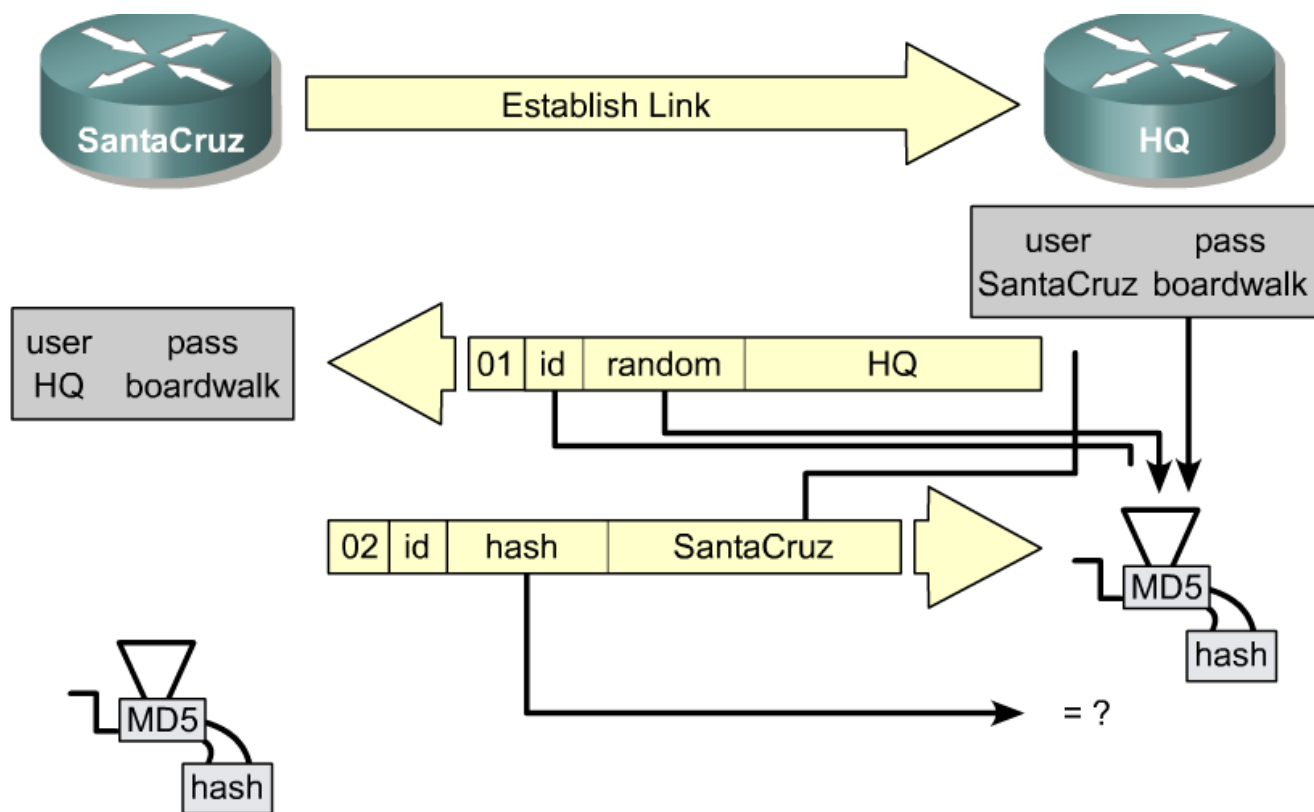 Establish Link
SantaCruz
HQ
user pass
SantaCruz boardwalk
user pass
HQ boardwalk
01 id random HQ
02 id hash SantaCruz
MD5
hash
MD5
hash
= ?